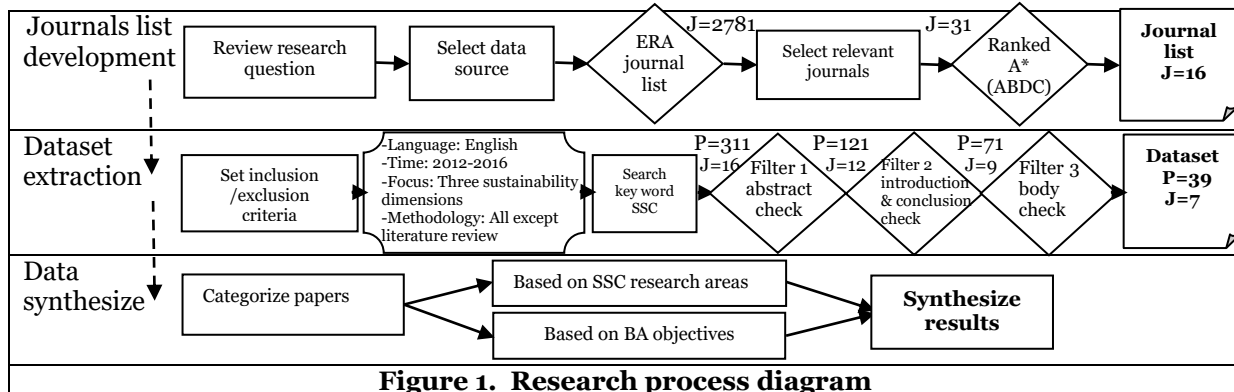 Journals list
development
Review research
question
Select data
source
ERA
journal
list
J=2781
Select relevant
journals
J=31
Ranked
A*
(ABDC)
Journal
list
J=16
Dataset
extraction
Set inclusion
/exclusion
criteria
-Language: English
-Time: 2012-2016
-Focus: Three sustainability
dimensions
-Methodology: All except
literature review
Search
key word
SSC
P=311
J=16
Filter 1
abstract
check
P=121
J=12
Filter 2
introduction
& conclusion
check
P=71
J=9
Filter 3
body
check
Dataset
P=39
J=7
Data
synthesize
Categorize papers
Based on SSC research areas
Based on BA objectives
Synthesize
results
Figure 1. Research process diagram